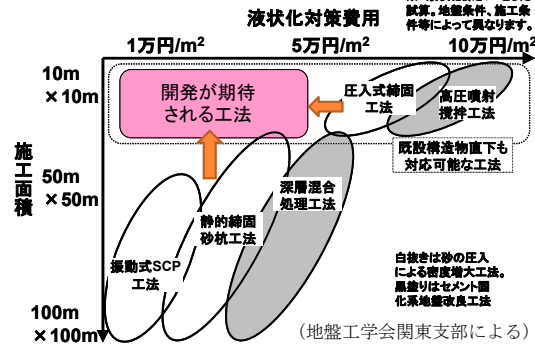 液状化対策費用
試算。地盤条件、施工条
件等によって異なります。
1万円/m²
5万円/m²
10万円/m²
10m
×10m
開発が期待
される工法
圧入式締固
工法
高圧噴射
撹拌工法
既設構造物直下も
対応可能な工法
施工面積
50m
×50m
深層混合
処理工法
静的締固
砂杭工法
振動式SCP
工法
白抜きは砂の圧入
による密度増大工法。
黒塗りはセメント固
化系地盤改良工法
100m
×100m
(地盤工学会関東支部による)